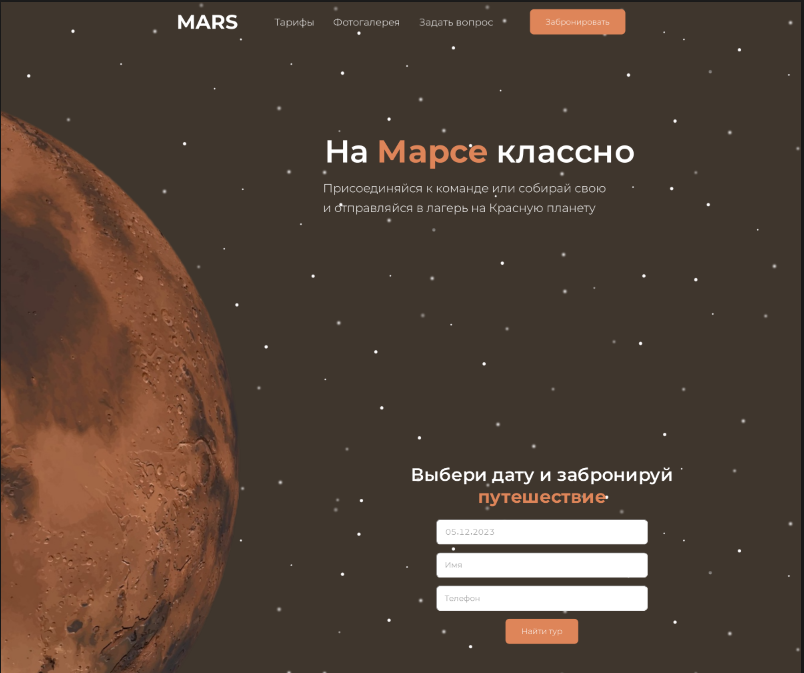 MARS
Тарифы
Фотогалерея
Задать вопрос
Забронировать
На Марсе классно
Присоединяйся к команде или собирай свою
и отправляйся в лагерь на Красную планету
Выбери дату и забронируй
путешествие
05.12.2023
Имя
Телефон
Найти тур